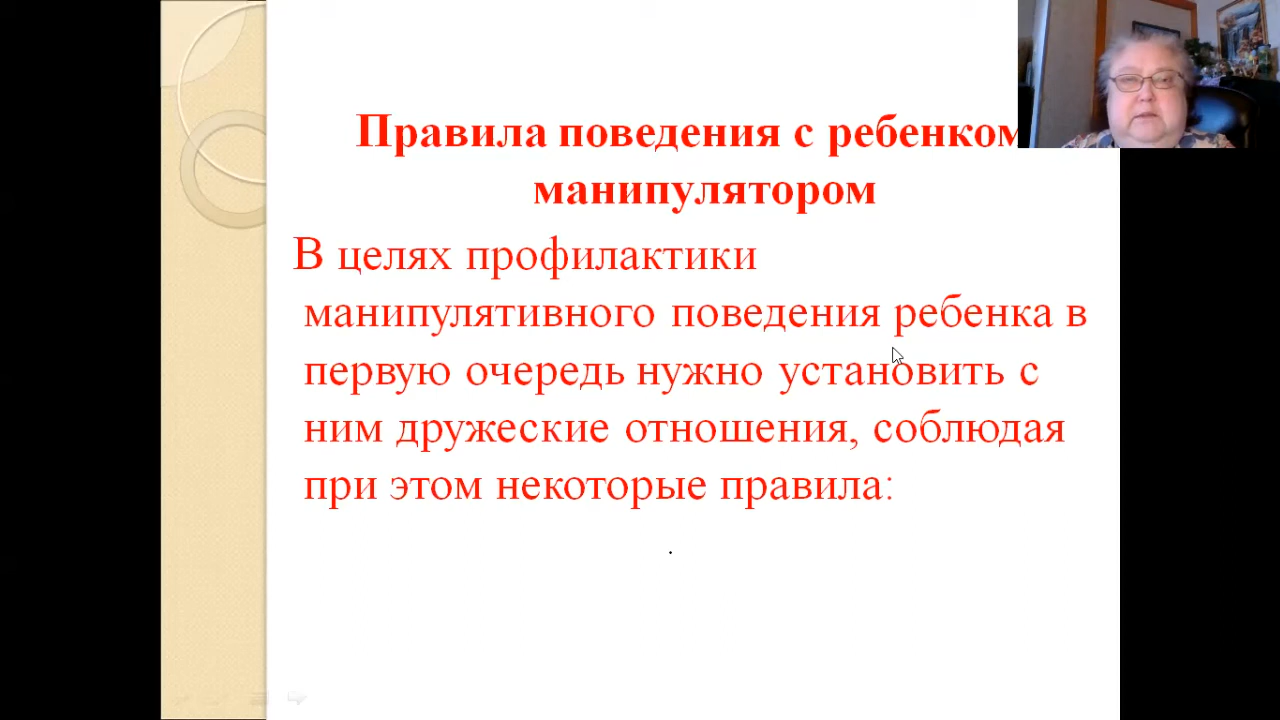 Правила поведения с ребенком
манипулятором
В целях профилактики
манипулятивного поведения ребенка в
первую очередь нужно установить с
ним дружеские отношения, соблюдая
при этом некоторые правила:
.